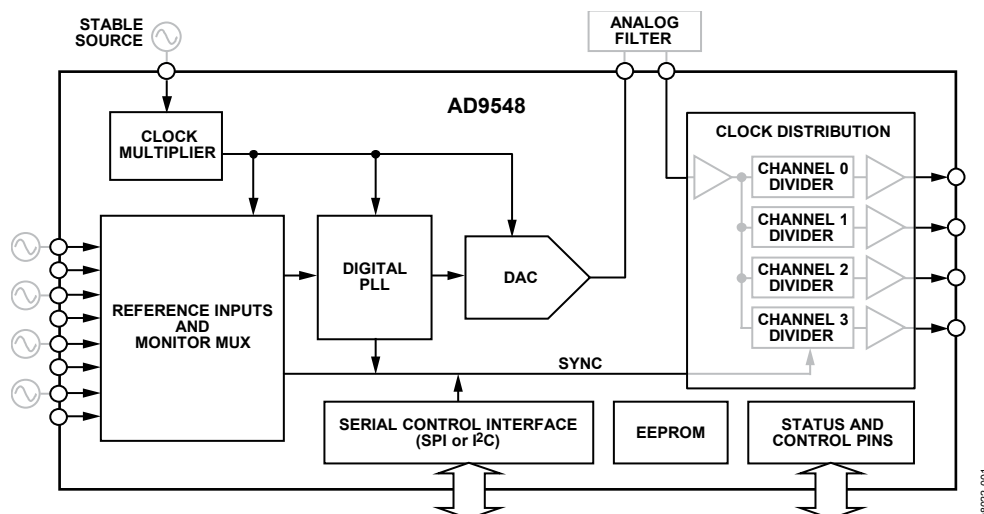 STABLE
SOURCE
ANALOG
FILTER
AD9548
CLOCK
MULTIPLIER
CLOCK DISTRIBUTION
CHANNEL 0
DIVIDER
CHANNEL 1
DIVIDER
CHANNEL 2
DIVIDER
CHANNEL 3
DIVIDER
REFERENCE INPUTS
AND
MONITOR MUX
DIGITAL
PLL
DAC
SYNC
SERIAL CONTROL INTERFACE
(SPI or I²C)
EEPROM
STATUS AND
CONTROL PINS